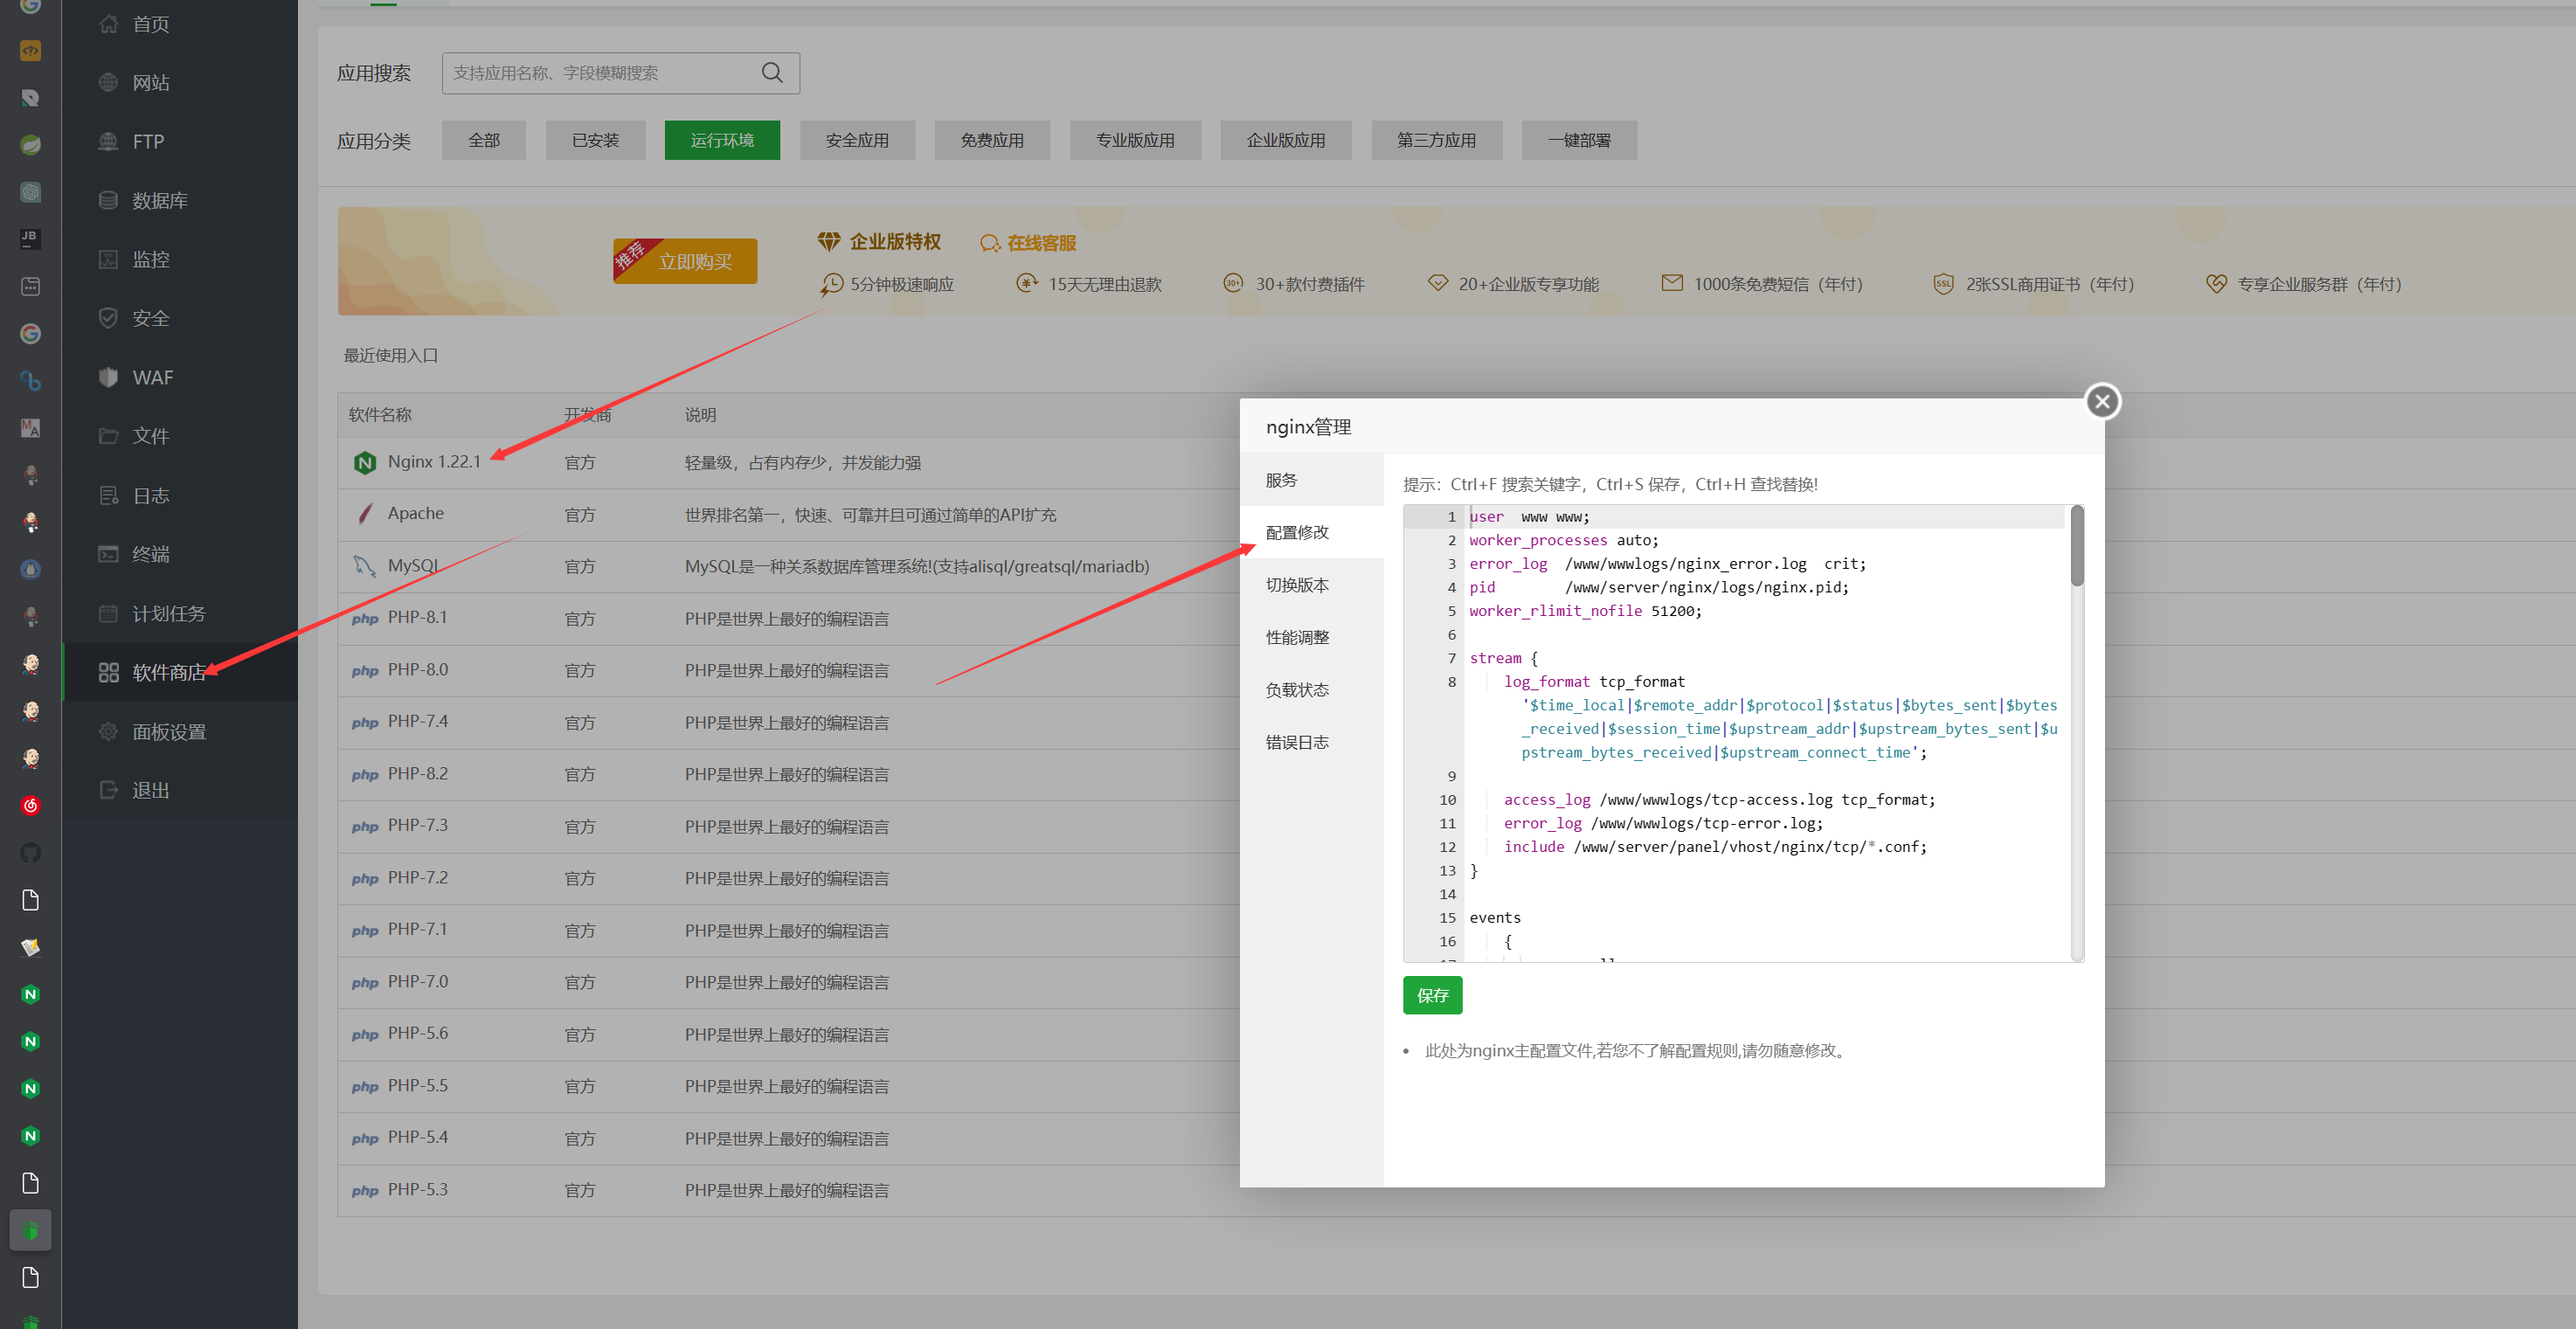 首页
网站
FTP
数据库
监控
安全
WAF
文件
日志
终端
计划任务
软件商店
面板设置
退出
应用搜索
支持应用名称、字段模糊搜索
应用分类
全部
已安装
运行环境
安全应用
免费应用
专业版应用
企业版应用
第三方应用
一键部署
推荐
立即购买
企业版特权
在线客服
5分钟极速响应
15天无理由退款
30+款付费插件
20+企业版专享功能
1000条免费短信（年付）
2张SSL商用证书（年付）
专享企业服务群（年付）
最近使用入口
软件名称 开发商 说明
Nginx 1.22.1 官方 轻量级，占有内存少，并发能力强
Apache 官方 世界排名第一，快速、可靠并且可通过简单的API扩充
MySQL 官方 MySQL是一种关系数据库管理系统!(支持alisql/greatsql/mariadb)
php PHP-8.1 官方 PHP是世界上最好的编程语言
php PHP-8.0 官方 PHP是世界上最好的编程语言
php PHP-7.4 官方 PHP是世界上最好的编程语言
php PHP-8.2 官方 PHP是世界上最好的编程语言
php PHP-7.3 官方 PHP是世界上最好的编程语言
php PHP-7.2 官方 PHP是世界上最好的编程语言
php PHP-7.1 官方 PHP是世界上最好的编程语言
php PHP-7.0 官方 PHP是世界上最好的编程语言
php PHP-5.6 官方 PHP是世界上最好的编程语言
php PHP-5.5 官方 PHP是世界上最好的编程语言
php PHP-5.4 官方 PHP是世界上最好的编程语言
php PHP-5.3 官方 PHP是世界上最好的编程语言
nginx管理
服务
配置修改
切换版本
性能调整
负载状态
错误日志
提示：Ctrl+F 搜索关键字，Ctrl+S 保存，Ctrl+H 查找替换!
1 user  www www;
2 worker_processes auto;
3 error_log  /www/wwwlogs/nginx_error.log  crit;
4 pid        /www/server/nginx/logs/nginx.pid;
5 worker_rlimit_nofile 51200;
6
7 stream {
8     log_format tcp_format
'$time_local|$remote_addr|$protocol|$status|$bytes_sent|$bytes
_received|$session_time|$upstream_addr|$upstream_bytes_sent|$u
pstream_bytes_received|$upstream_connect_time';
9
10     access_log /www/wwwlogs/tcp-access.log tcp_format;
11     error_log /www/wwwlogs/tcp-error.log;
12     include /www/server/panel/vhost/nginx/tcp/*.conf;
13 }
14
15 events
16     {
保存
此处为nginx主配置文件,若您不了解配置规则,请勿随意修改。